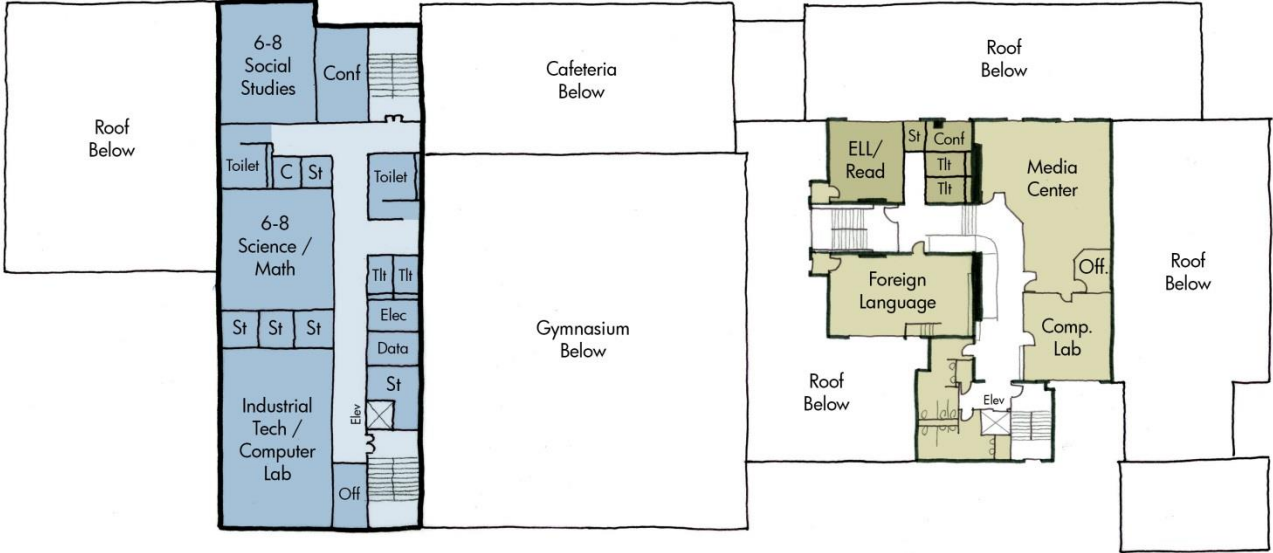 6-8
Social
Studies
Conf
Cafeteria
Below
Roof
Below
Roof
Below
Toilet
C
St
Toilet
ELL/
Read
St
Conf
Tlt
Tlt
Media
Center
6-8
Science /
Math
Tlt
Tlt
Elec
Data
St
St
St
St
Foreign
Language
Off.
Roof
Below
Gymnasium
Below
Comp.
Lab
Roof
Below
Industrial
Tech /
Computer
Lab
Elev
Elev
Off